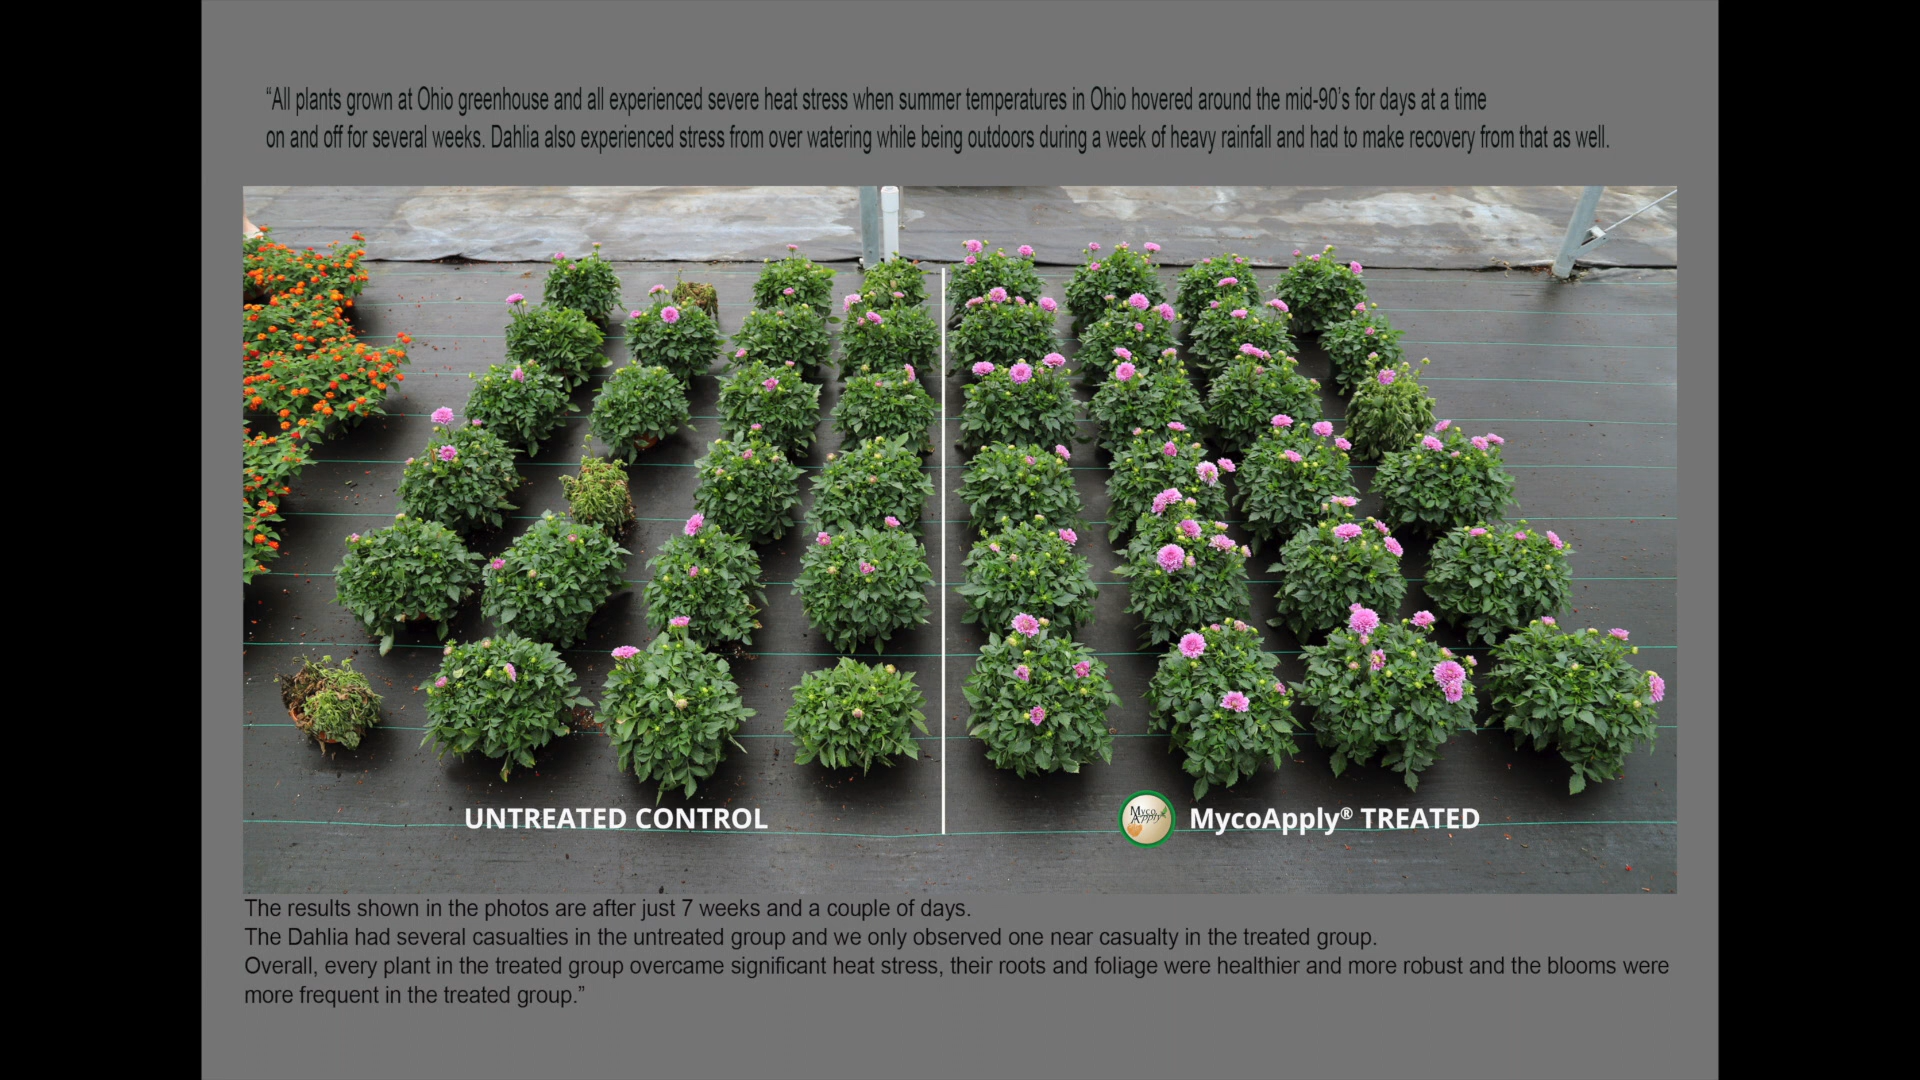 “All plants grown at Ohio greenhouse and all experienced severe heat stress when summer temperatures in Ohio hovered around the mid-90’s for days at a time
on and off for several weeks. Dahlia also experienced stress from over watering while being outdoors during a week of heavy rainfall and had to make recovery from that as well.
UNTREATED CONTROL
Myco Apply
MycoApply® TREATED
The results shown in the photos are after just 7 weeks and a couple of days.
The Dahlia had several casualties in the untreated group and we only observed one near casualty in the treated group.
Overall, every plant in the treated group overcame significant heat stress, their roots and foliage were healthier and more robust and the blooms were
more frequent in the treated group.”